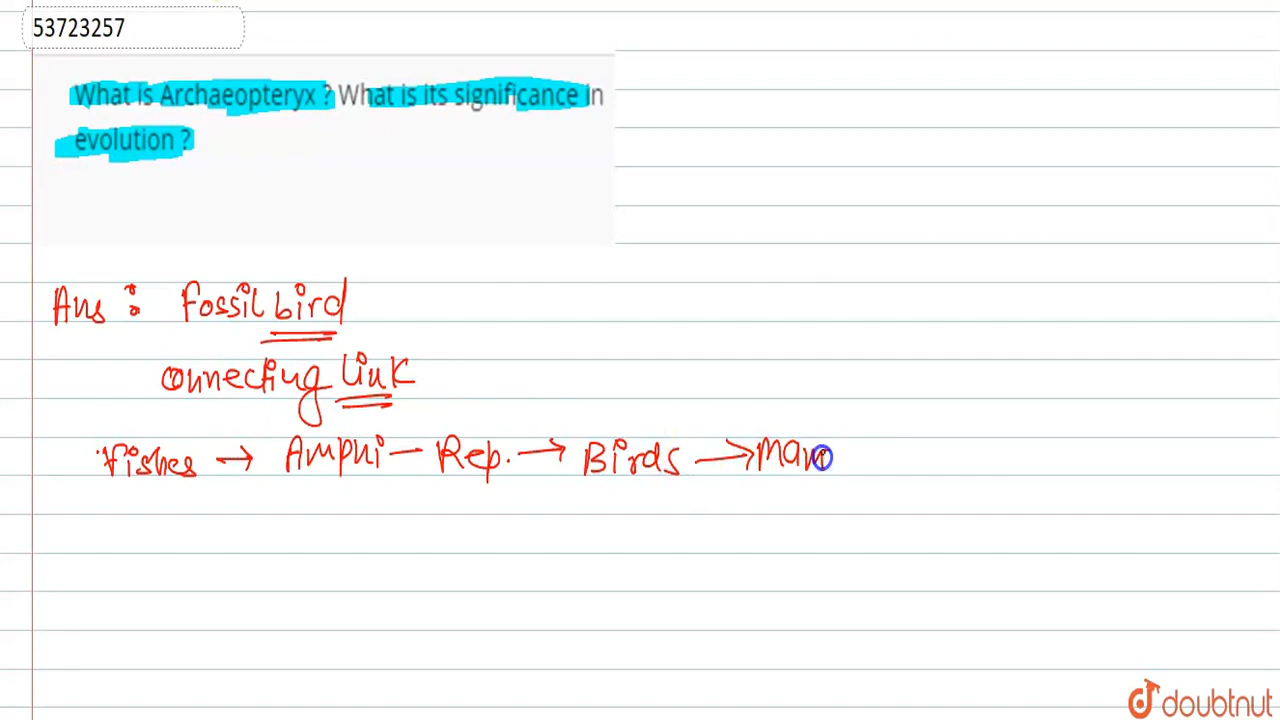 53723257
What is Archaeopteryx ? What is its significance in
evolution ?
Ans : Fossil bird
connecting link
Fishes → Amphi — Rep. → Birds → Mam
doubtnut